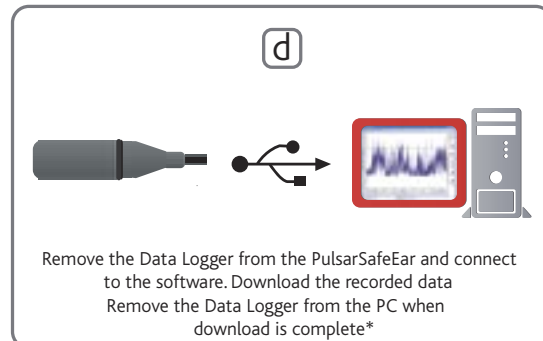 d
Remove the Data Logger from the PulsarSafeEar and connect
to the software. Download the recorded data
Remove the Data Logger from the PC when
download is complete*